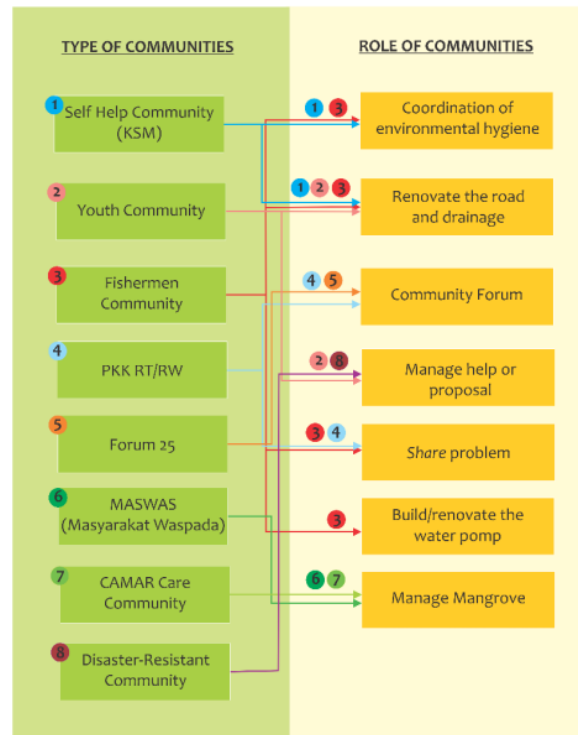 TYPE OF COMMUNITIES
1
Self Help Community
(KSM)
2
Youth Community
3
Fishermen
Community
4
PKK RT/RW
5
Forum 25
6
MASWAS
(Masyarakat Waspada)
7
CAMAR Care
Community
8
Disaster-Resistant
Community
ROLE OF COMMUNITIES
1 3
Coordination of
environmental hygiene
1 2 3
Renovate the road
and drainage
4 5
Community Forum
2 8
Manage help or
proposal
3 4
Share problem
3
Build/renovate the
water pomp
6 7
Manage Mangrove